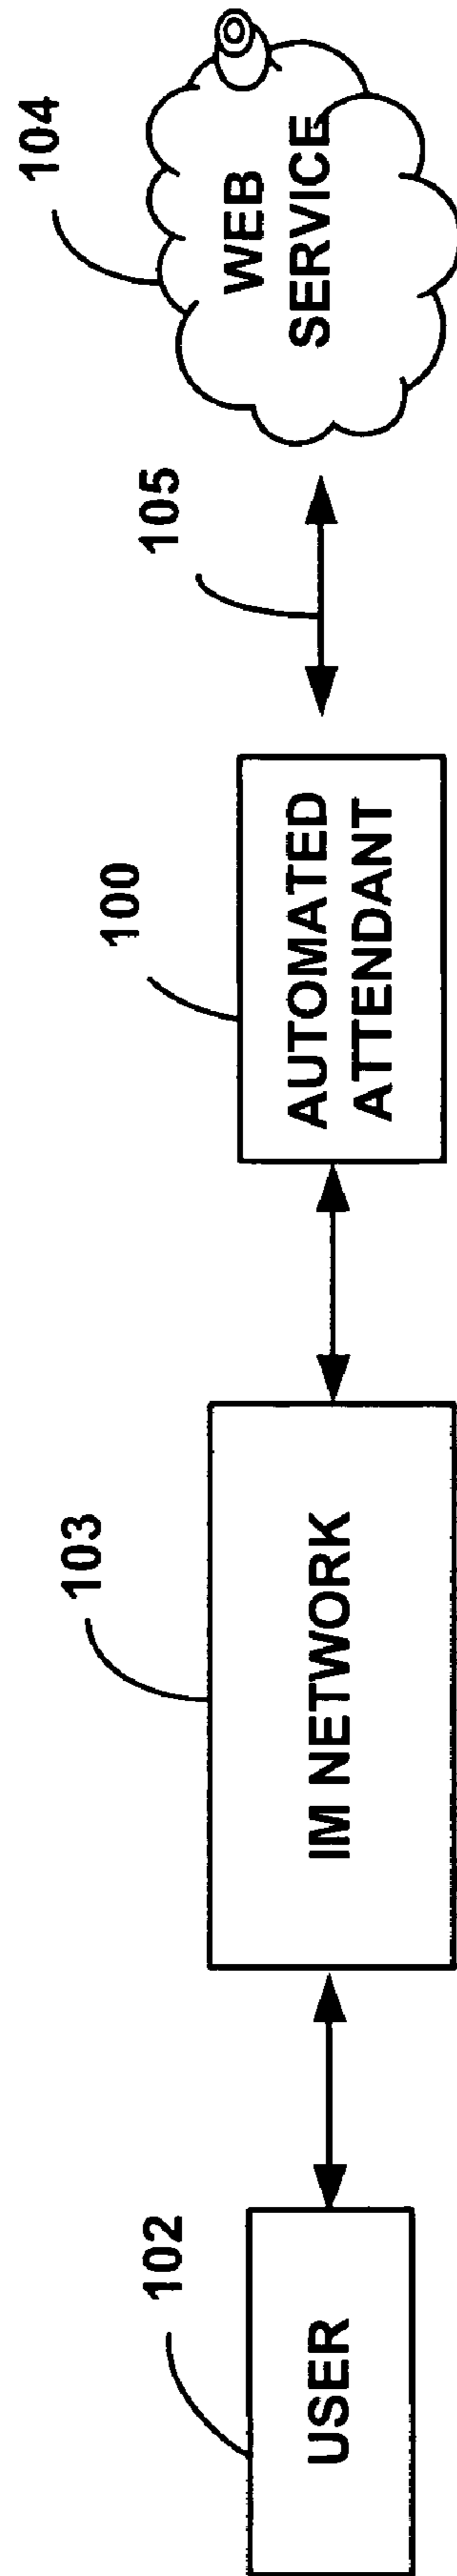 102
USER
103
IM NETWORK
100
AUTOMATED
ATTENDANT
105
104
WEB
SERVICE